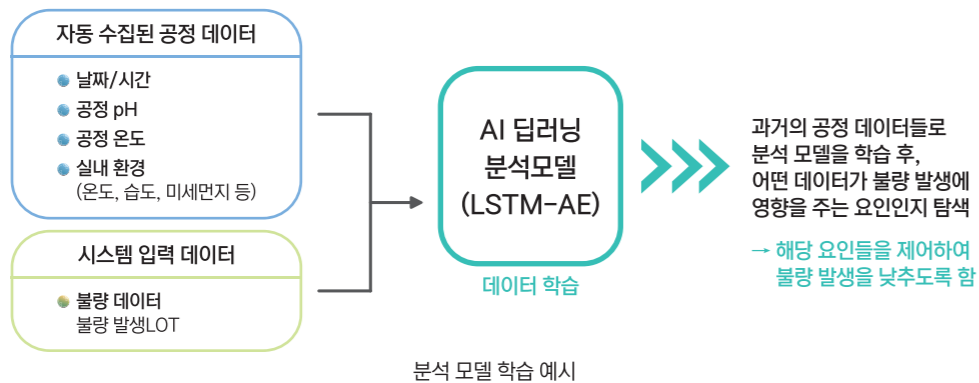 자동 수집된 공정 데이터
날짜/시간
공정 pH
공정 온도
실내 환경
(온도, 습도, 미세먼지 등)
시스템 입력 데이터
불량 데이터
불량 발생LOT
AI 딥러닝
분석모델
(LSTM-AE)
데이터 학습
과거의 공정 데이터들로
분석 모델을 학습 후,
어떤 데이터가 불량 발생에
영향을 주는 요인인지 탐색
→ 해당 요인들을 제어하여
불량 발생을 낮추도록 함
분석 모델 학습 예시